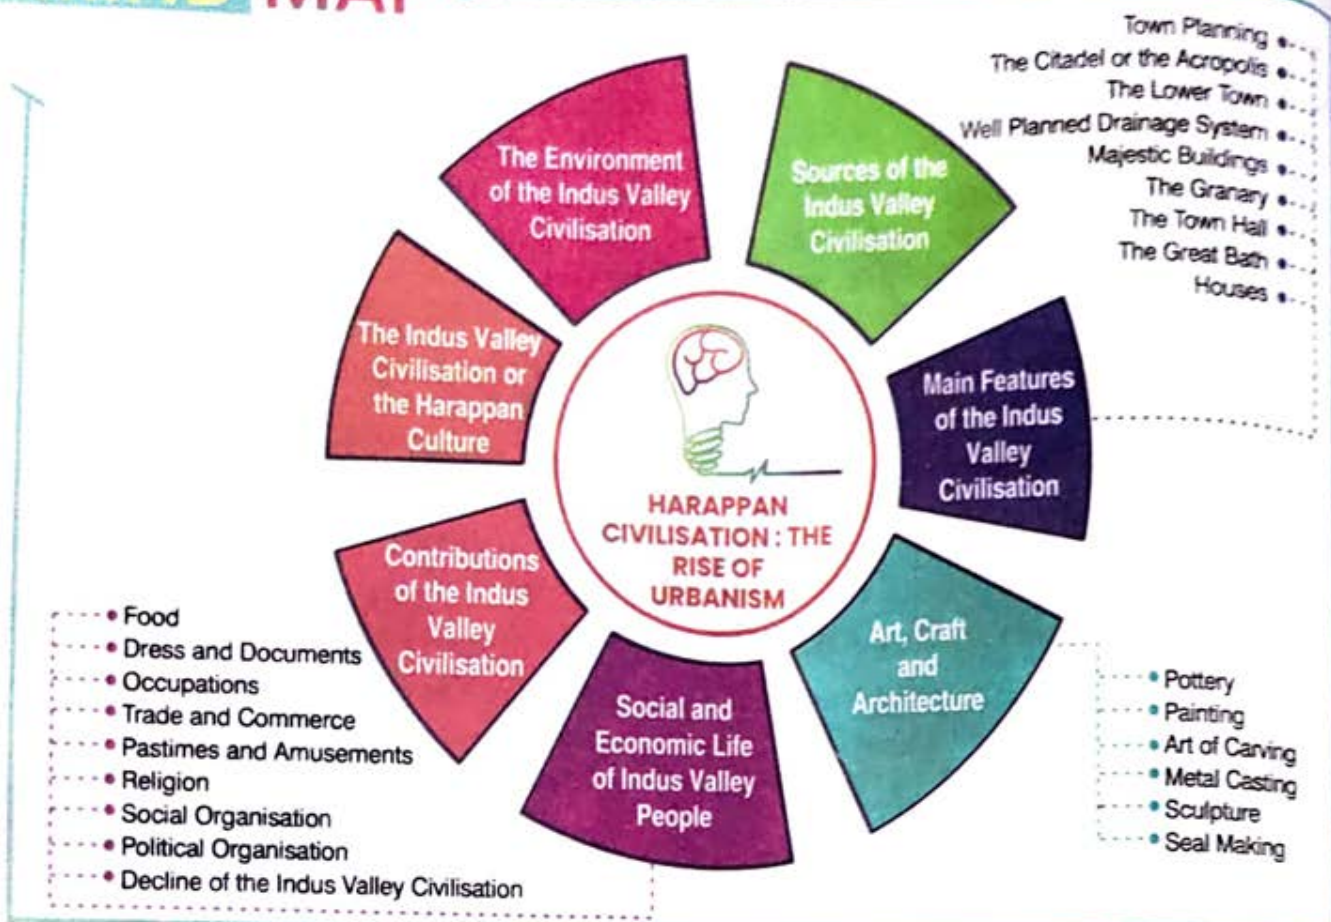 MAP
Town Planning
The Citadel or the Acropolis
The Lower Town
Well Planned Drainage System
Majestic Buildings
The Granary
The Town Hall
The Great Bath
Houses
The Environment
of the Indus Valley
Civilisation
Sources of the
Indus Valley
Civilisation
The Indus Valley
Civilisation or
the Harappan
Culture
Main Features
of the Indus
Valley
Civilisation
HARAPPAN
CIVILISATION : THE
RISE OF
URBANISM
Contributions
of the Indus
Valley
Civilisation
Art, Craft
and
Architecture
Social and
Economic Life
of Indus Valley
People
Food
Dress and Documents
Occupations
Trade and Commerce
Pastimes and Amusements
Religion
Social Organisation
Political Organisation
Decline of the Indus Valley Civilisation
Pottery
Painting
Art of Carving
Metal Casting
Sculpture
Seal Making